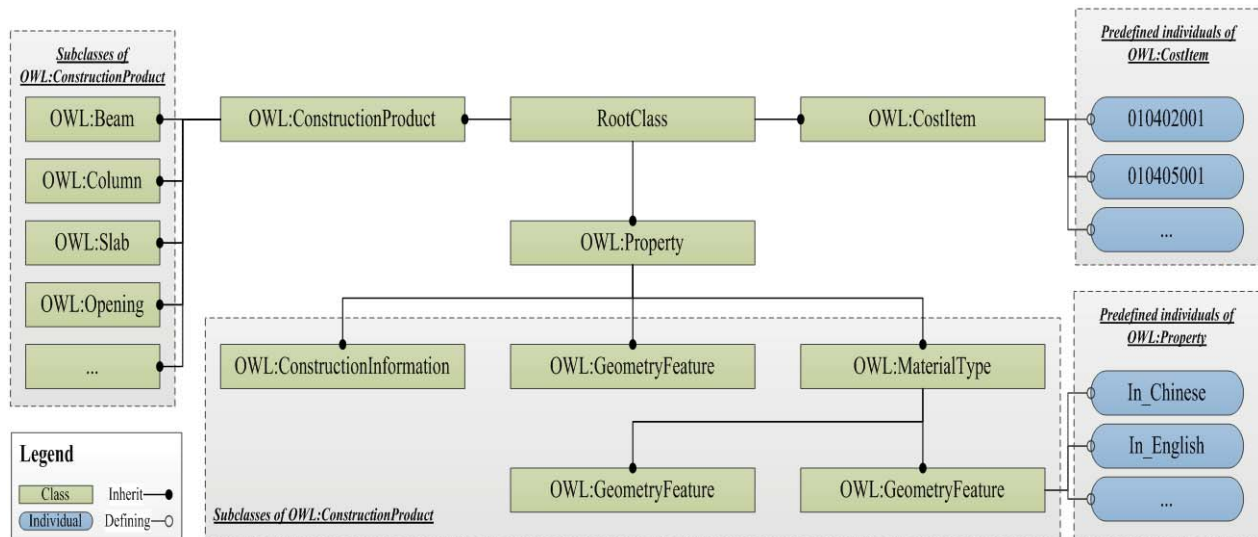 Subclasses of
OWL:ConstructionProduct
OWL:Beam
OWL:Column
OWL:Slab
OWL:Opening
...
OWL:ConstructionProduct
RootClass
OWL:CostItem
Predefined individuals of
OWL:CostItem
010402001
010405001
...
OWL:Property
OWL:ConstructionInformation
OWL:GeometryFeature
OWL:MaterialType
OWL:GeometryFeature
OWL:GeometryFeature
Subclasses of OWL:ConstructionProduct
Predefined individuals of
OWL:Property
In_Chinese
In_English
...
Legend
Class
Inherit
Individual
Defining